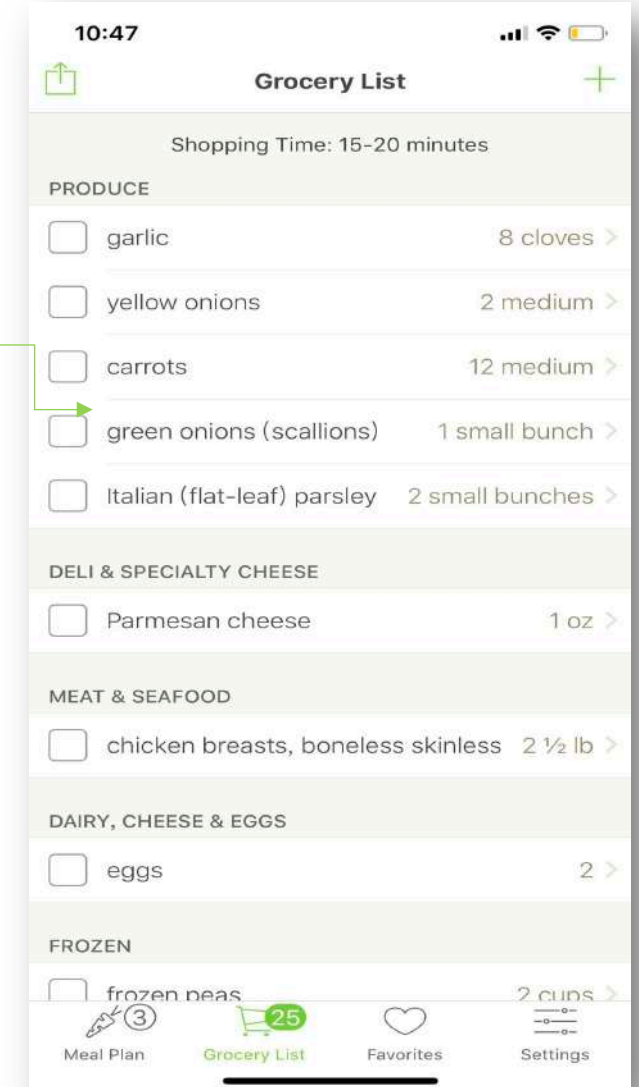 10:47
Grocery List
Shopping Time: 15-20 minutes
PRODUCE
garlic 8 cloves
yellow onions 2 medium
carrots 12 medium
green onions (scallions) 1 small bunch
Italian (flat-leaf) parsley 2 small bunches
DELI & SPECIALTY CHEESE
Parmesan cheese 1 oz
MEAT & SEAFOOD
chicken breasts, boneless skinless 2 ½ lb
DAIRY, CHEESE & EGGS
eggs 2
FROZEN
frozen peas 2 cups
3 25
Meal Plan Grocery List Favorites Settings